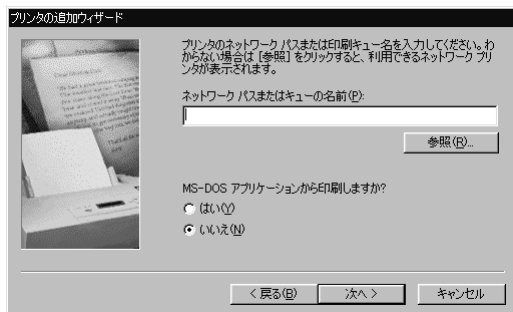 プリンタの追加ウィザード
プリンタのネットワーク パスまたは印刷キュー名を入力してください。わ
からない場合は [参照] をクリックすると、利用できるネットワーク プリ
ンタが表示されます。
ネットワーク パスまたはキューの名前(P):
参照(R)...
MS-DOS アプリケーションから印刷しますか?
はい(Y)
いいえ(N)
< 戻る(B)
次へ >
キャンセル